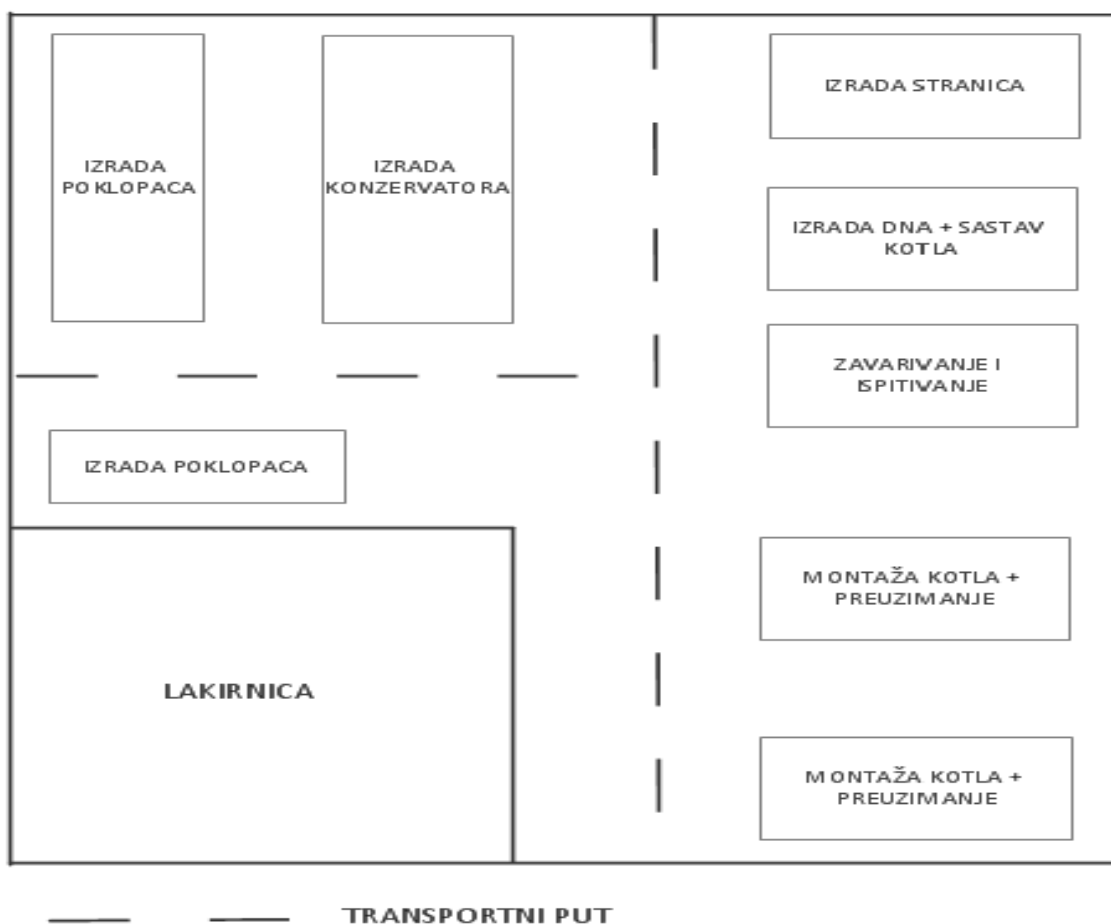 IZRADA
POKLOPACA
IZRADA
KONZERVATORA
IZRADA STRANICA
IZRADA DNA + SASTAV
KOTLA
ZAVARIVANJE I
ISPITIVANJE
IZRADA POKLOPACA
MONTAŽA KOTLA +
PREUZIMANJE
LAKIRNICA
MONTAŽA KOTLA +
PREUZIMANJE
TRANSPORTNI PUT